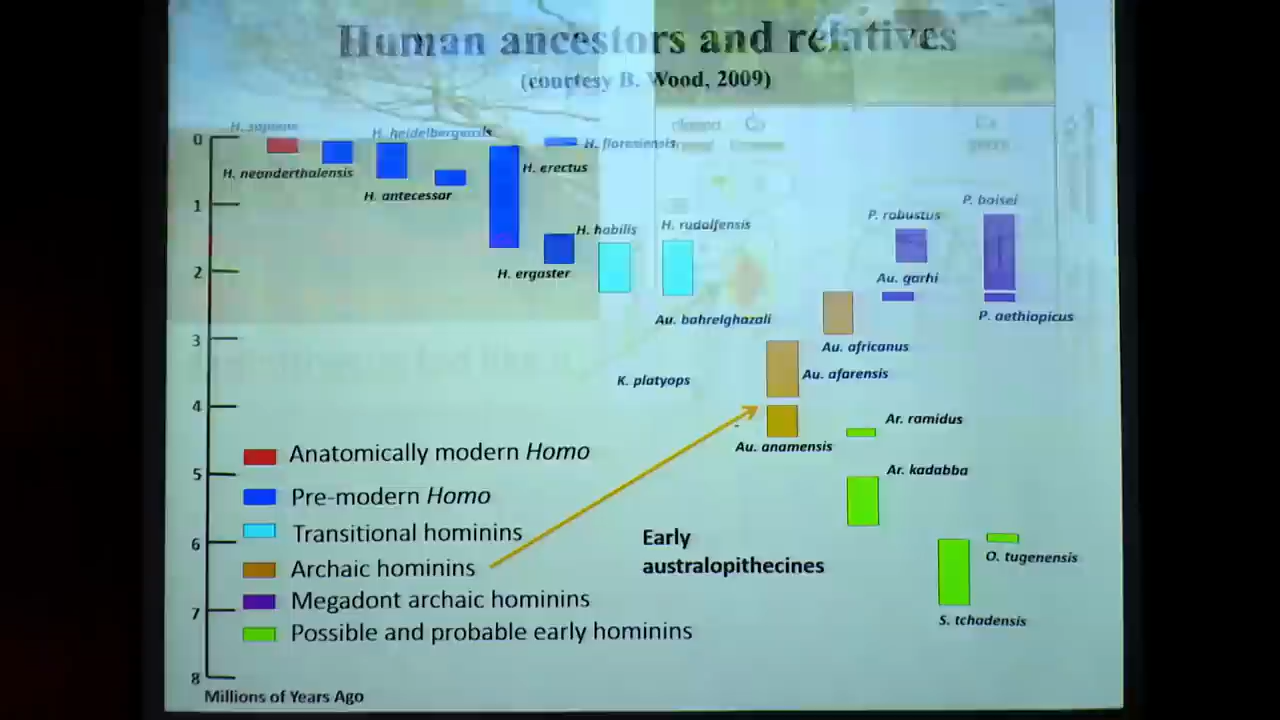 Human ancestors and relatives
(courtesy B. Wood, 2009)
H. sapiens
H. heidelbergensis
H. floresiensis
H. neonderthalensis
H. erectus
H. antecessor
P. boisei
P. robustus
H. habilis
H. rudolfensis
H. ergaster
Au. garhi
Au. bahrelghazali
P. aethiopicus
Au. africanus
K. platyops
Au. afarensis
Ar. ramidus
Au. anamensis
Ar. kadabba
O. tugenensis
S. tchadensis
0
1
2
3
4
5
6
7
8
Anatomically modern Homo
Pre-modern Homo
Transitional hominins
Archaic hominins
Megadont archaic hominins
Possible and probable early hominins
Early
australopithecines
Millions of Years Ago